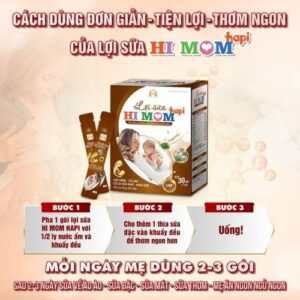 CÁCH DÙNG ĐƠN GIẢN - TIỆN LỢI - THƠM NGON
CỦA LỢI SỮA HI MOM hapi
Lợi sữa
HI MOM hapi
30
BƯỚC 1
Pha 1 gói lợi sữa
HI MOM HAPI với
1/2 ly nước ấm và
khuấy đều
BƯỚC 2
Cho thêm 1 thìa sữa
đặc vào khuấy đều
để thơm ngon hơn
BƯỚC 3
Uống!
MỖI NGÀY MẸ DÙNG 2-3 GÓI
SAU 2-3 NGÀY SỮA VỀ ÀO ÀO - SỮA ĐẶC - SỮA MÁT - SỮA THƠM - MẸ ĂN NGON NGỦ NGON